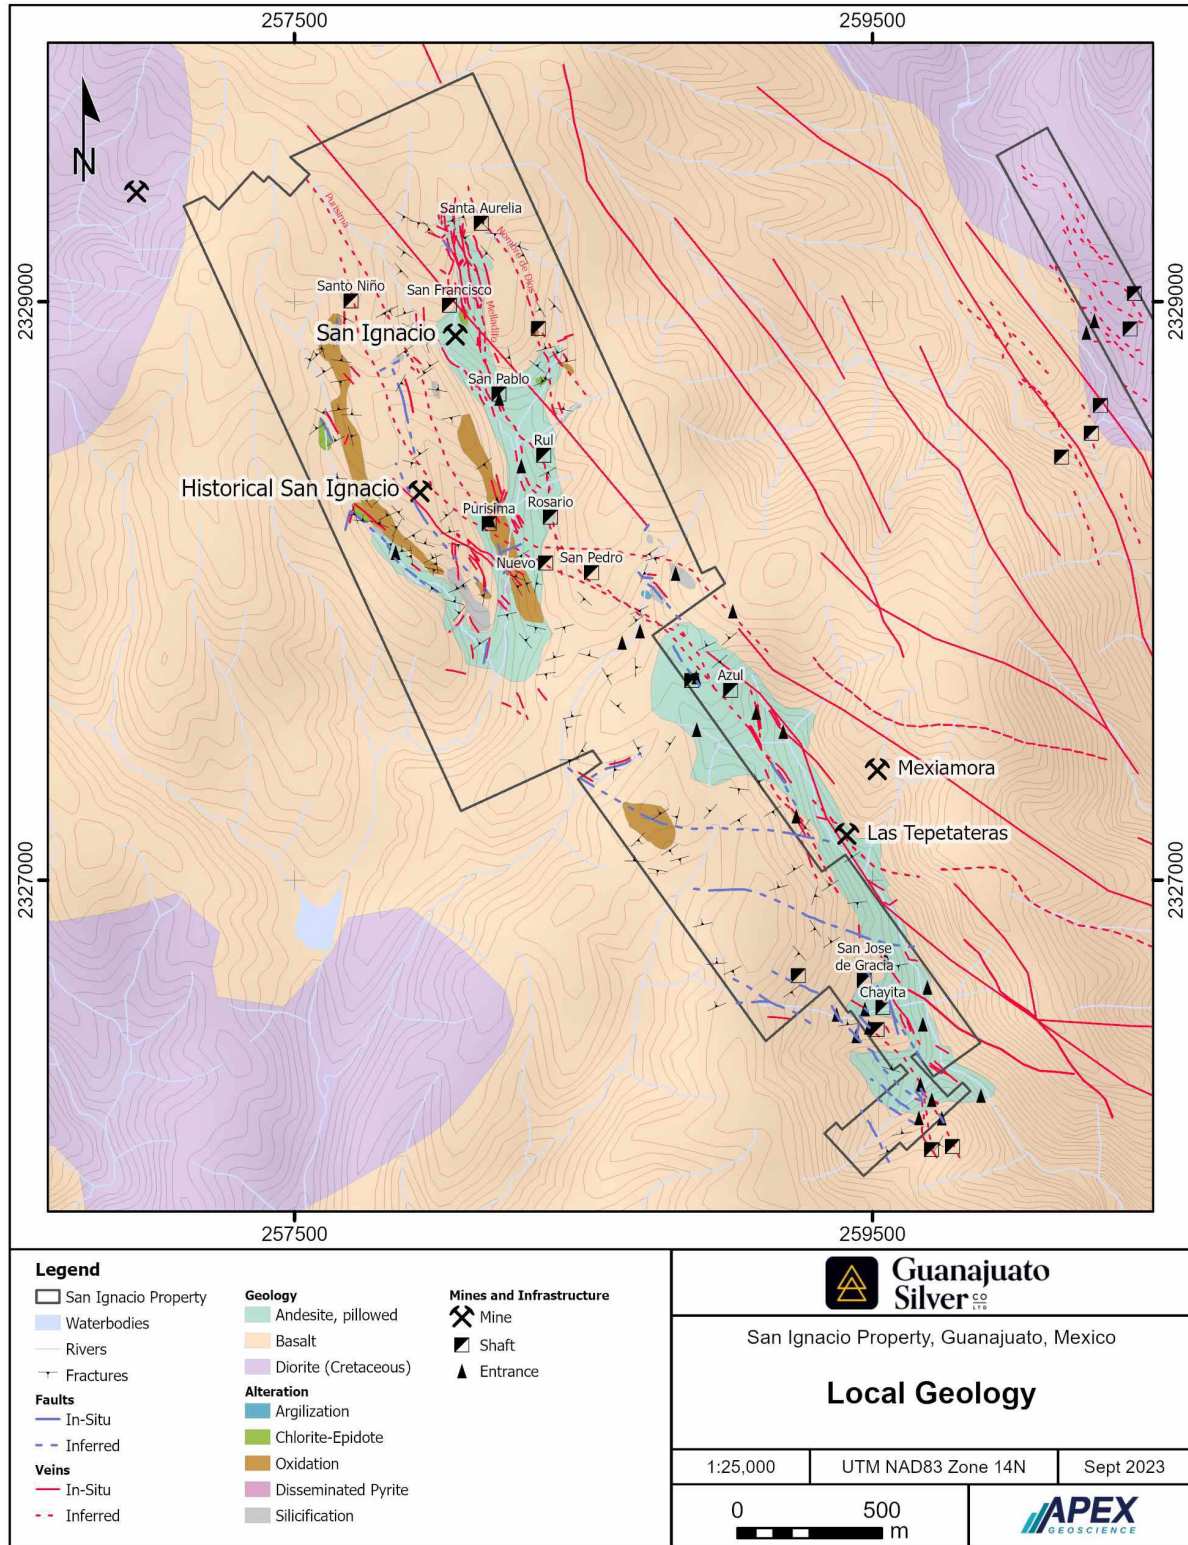 257500
259500
N
Santa Aurelia
Purisima
Nombre de Dios
2329000
2329000
Santo Niño
San Francisco
Melladito
San Ignacio
San Pablo
Rul
Historical San Ignacio
Purisima
Rosario
Nuevo
San Pedro
Azul
Mexiamora
Las Tepetateras
2327000
2327000
San Jose
de Gracia
Chayita
257500
259500
Legend
San Ignacio Property
Waterbodies
Rivers
Fractures
Faults
In-Situ
Inferred
Veins
In-Situ
Inferred
Geology
Andesite, pillowed
Basalt
Diorite (Cretaceous)
Alteration
Argilization
Chlorite-Epidote
Oxidation
Disseminated Pyrite
Silicification
Mines and Infrastructure
Mine
Shaft
Entrance
Guanajuato
Silver CO LTD
San Ignacio Property, Guanajuato, Mexico
Local Geology
1:25,000
UTM NAD83 Zone 14N
Sept 2023
0 500
m
APEX
GEOSCIENCE